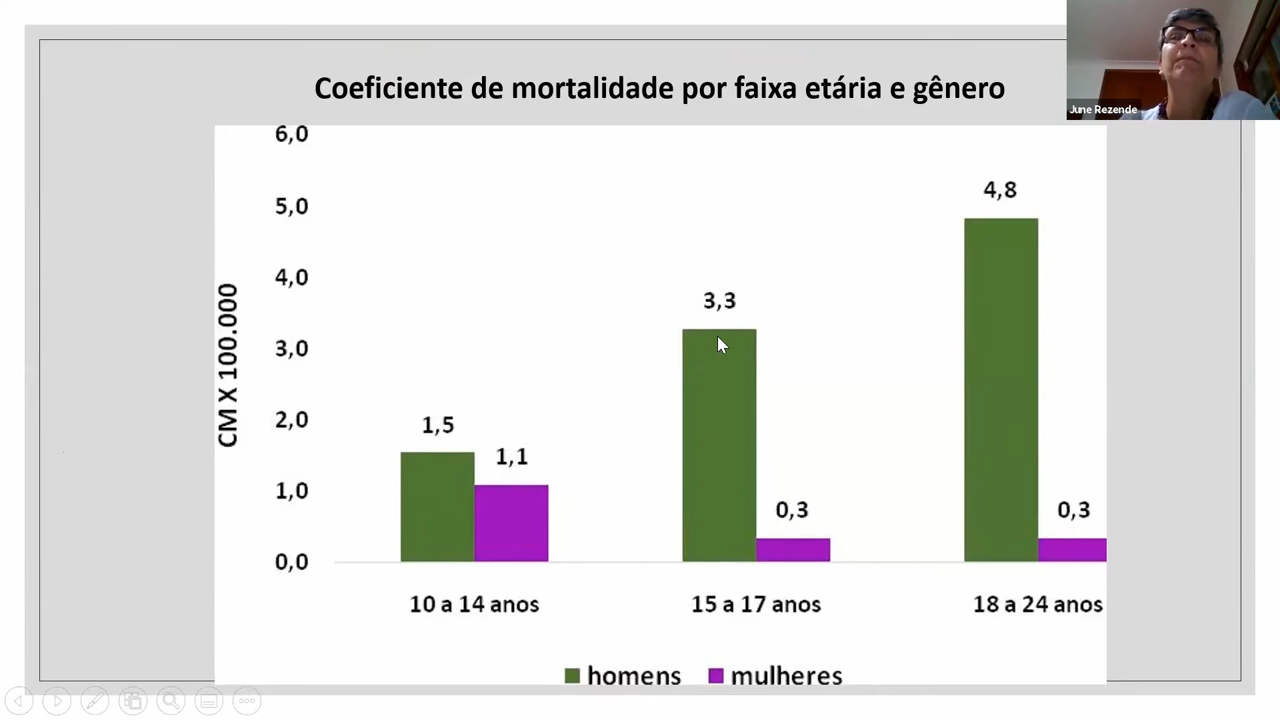 Coeficiente de mortalidade por faixa etária e gênero
June Rezende
CM X 100.000
6,0
5,0
4,0
3,0
2,0
1,0
0,0
1,5
1,1
3,3
0,3
4,8
0,3
10 a 14 anos
15 a 17 anos
18 a 24 anos
homens
mulheres